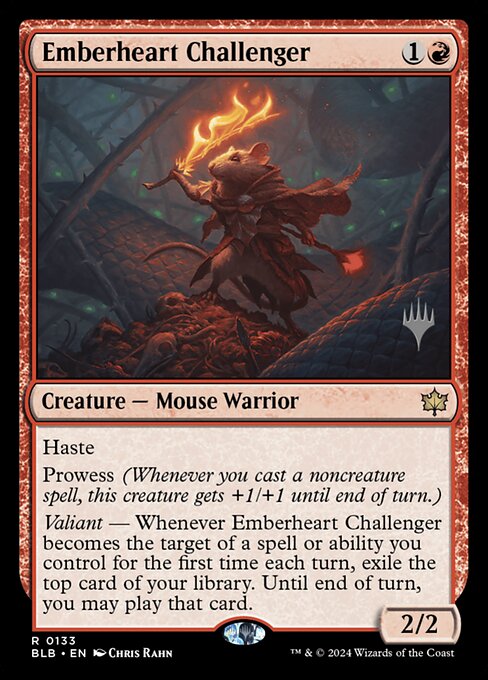 Emberheart Challenger 1
Creature — Mouse Warrior
Haste
Prowess (Whenever you cast a noncreature
spell, this creature gets +1/+1 until end of turn.)
Valiant — Whenever Emberheart Challenger
becomes the target of a spell or ability you
control for the first time each turn, exile the
top card of your library. Until end of turn,
you may play that card.
2/2
R 0133
BLB • EN Chris Rahn
™ & © 2024 Wizards of the Coast